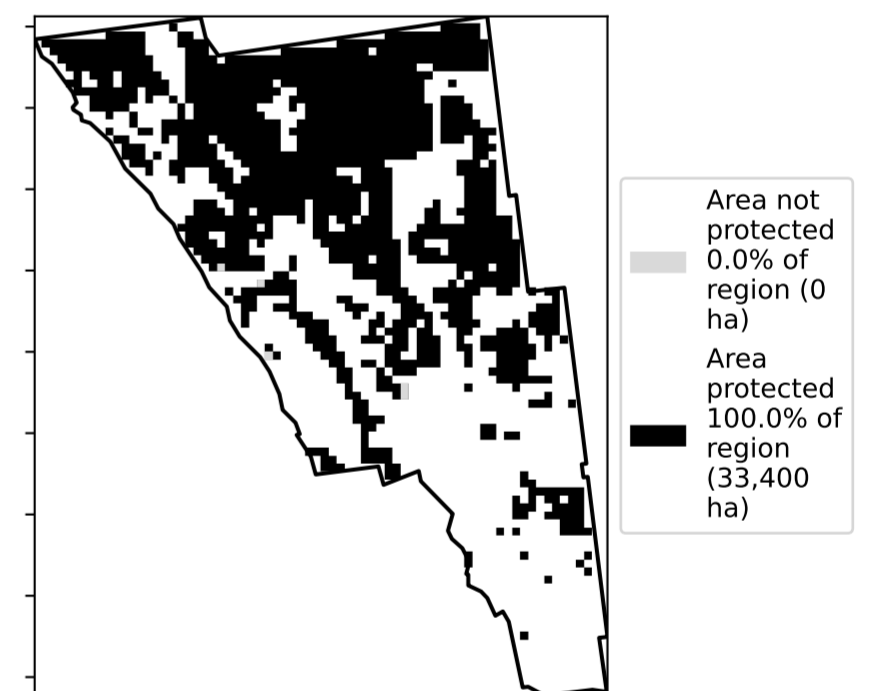 Area not
protected
0.0% of
region (0
ha)
Area
protected
100.0% of
region
(33,400
ha)